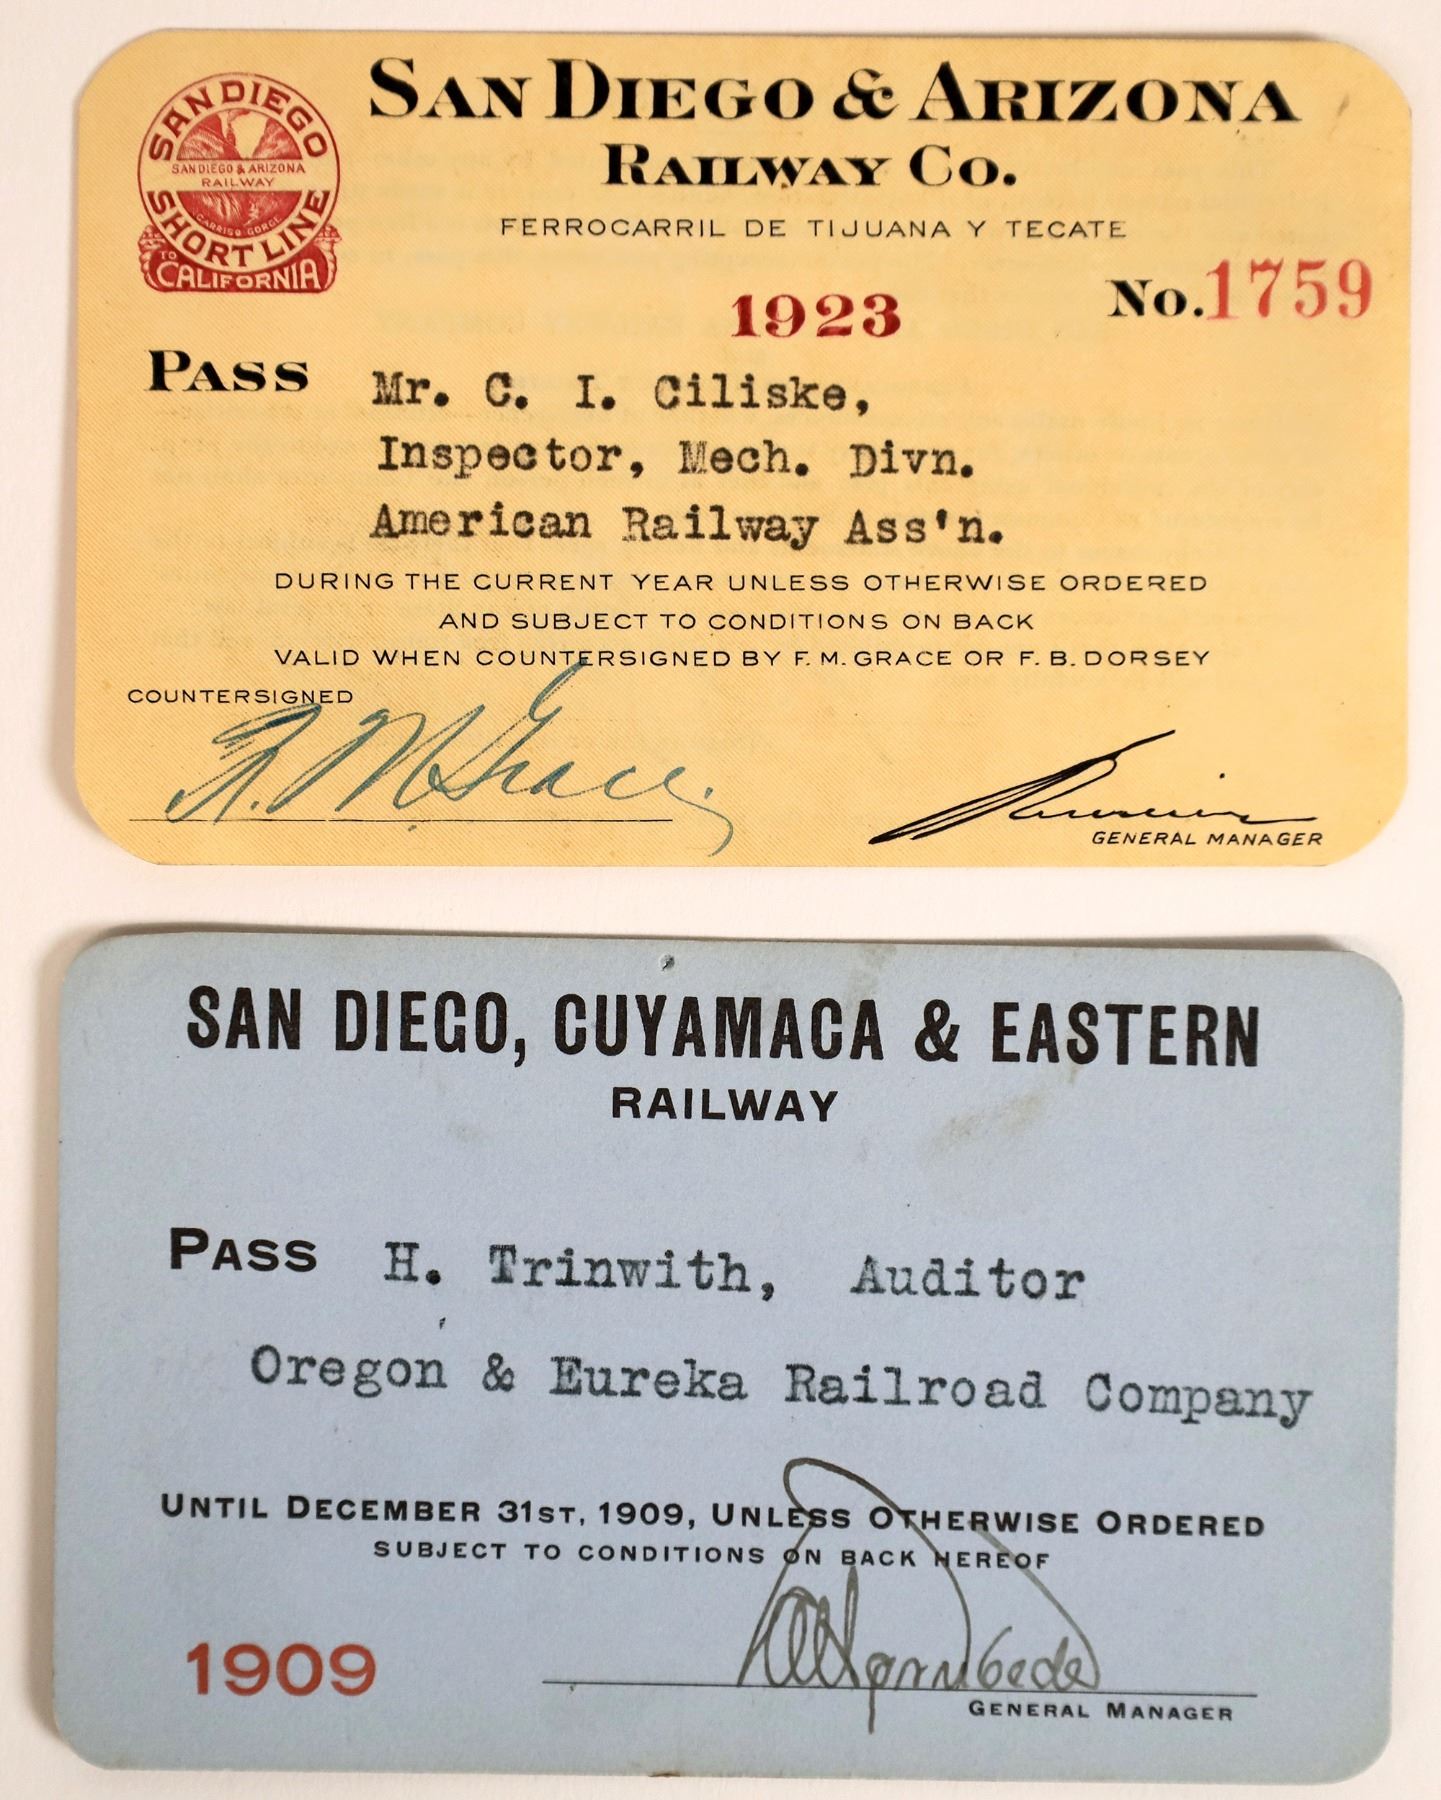 SAN DIEGO
SAN DIEGO & ARIZONA
RAILWAY
CARRISO GORGE
SHORT LINE
TO
CALIFORNIA
SAN DIEGO & ARIZONA
RAILWAY CO.
FERROCARRIL DE TIJUANA Y TECATE
1923
No. 1759
PASS Mr. C. I. Ciliske,
Inspector, Mech. Divn.
American Railway Ass'n.
DURING THE CURRENT YEAR UNLESS OTHERWISE ORDERED
AND SUBJECT TO CONDITIONS ON BACK
VALID WHEN COUNTERSIGNED BY F. M. GRACE OR F. B. DORSEY
COUNTERSIGNED
F. M. Grace.
GENERAL MANAGER
SAN DIEGO, CUYAMACA & EASTERN
RAILWAY
PASS H. Trinwith, Auditor
Oregon & Eureka Railroad Company
UNTIL DECEMBER 31ST, 1909, UNLESS OTHERWISE ORDERED
SUBJECT TO CONDITIONS ON BACK HEREOF
1909
GENERAL MANAGER